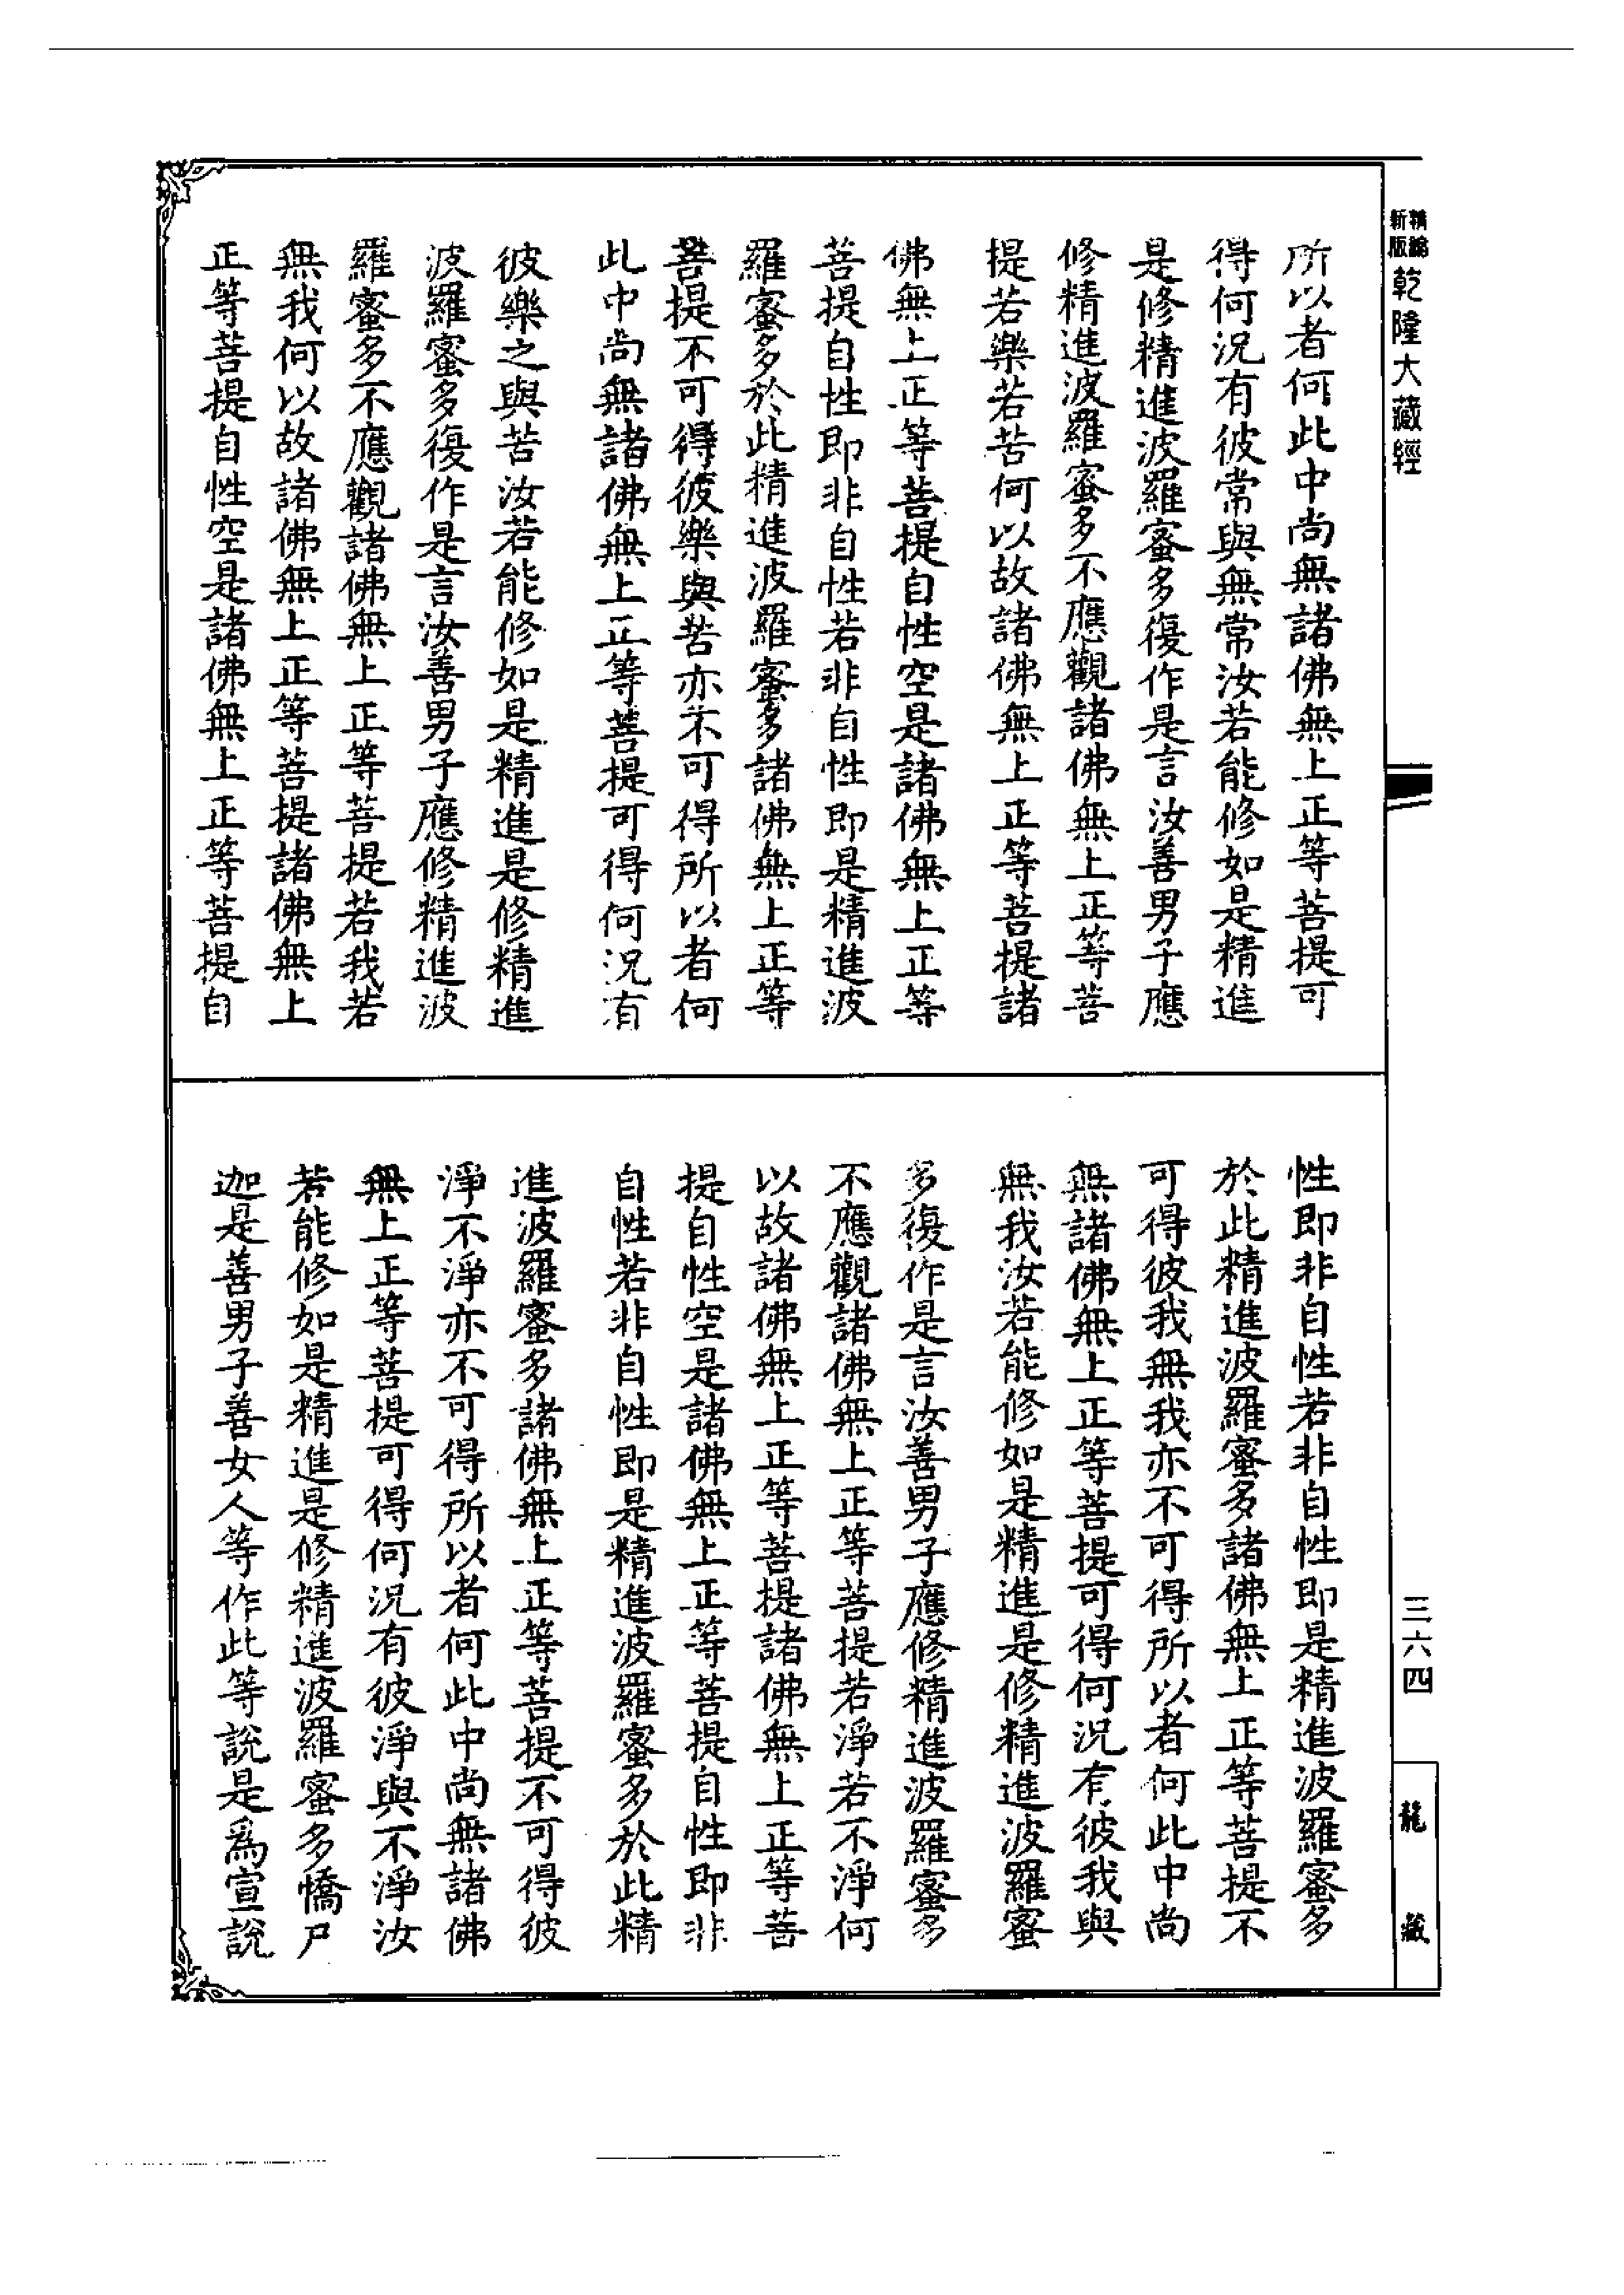 精編新版乾隆大藏經
所以者何此中尚無諸佛無上正等菩提可
得何況有彼常與無常汝若能修如是精進
是修精進波羅蜜多復作是言汝善男子應
修精進波羅蜜多不應觀諸佛無上正等菩
提若樂若苦何以故諸佛無上正等菩提諸
佛無上正等菩提自性空是諸佛無上正等
菩提自性即非自性若非自性即是精進波
羅蜜多於此精進波羅蜜多諸佛無上正等
菩提不可得彼樂與苦亦不可得所以者何
此中尚無諸佛無上正等菩提可得何況有
彼樂之與苦汝若能修如是精進是修精進
波羅蜜多復作是言汝善男子應修精進波
羅蜜多不應觀諸佛無上正等菩提若我若
無我何以故諸佛無上正等菩提諸佛無上
正等菩提自性空是諸佛無上正等菩提自
性即非自性若非自性即是精進波羅蜜多
於此精進波羅蜜多諸佛無上正等菩提不
可得彼我無我亦不可得所以者何此中尚
無諸佛無上正等菩提可得何況有彼我與
無我汝若能修如是精進是修精進波羅蜜
多復作是言汝善男子應修精進波羅蜜多
不應觀諸佛無上正等菩提若淨若不淨何
以故諸佛無上正等菩提諸佛無上正等菩
提自性空是諸佛無上正等菩提自性即非
自性若非自性即是精進波羅蜜多於此精
進波羅蜜多諸佛無上正等菩提不可得彼
淨不淨亦不可得所以者何此中尚無諸佛
無上正等菩提可得何況有彼淨與不淨汝
若能修如是精進是修精進波羅蜜多憍尸
迦是善男子善女人等作此等說是爲宣說
三六四
龍藏